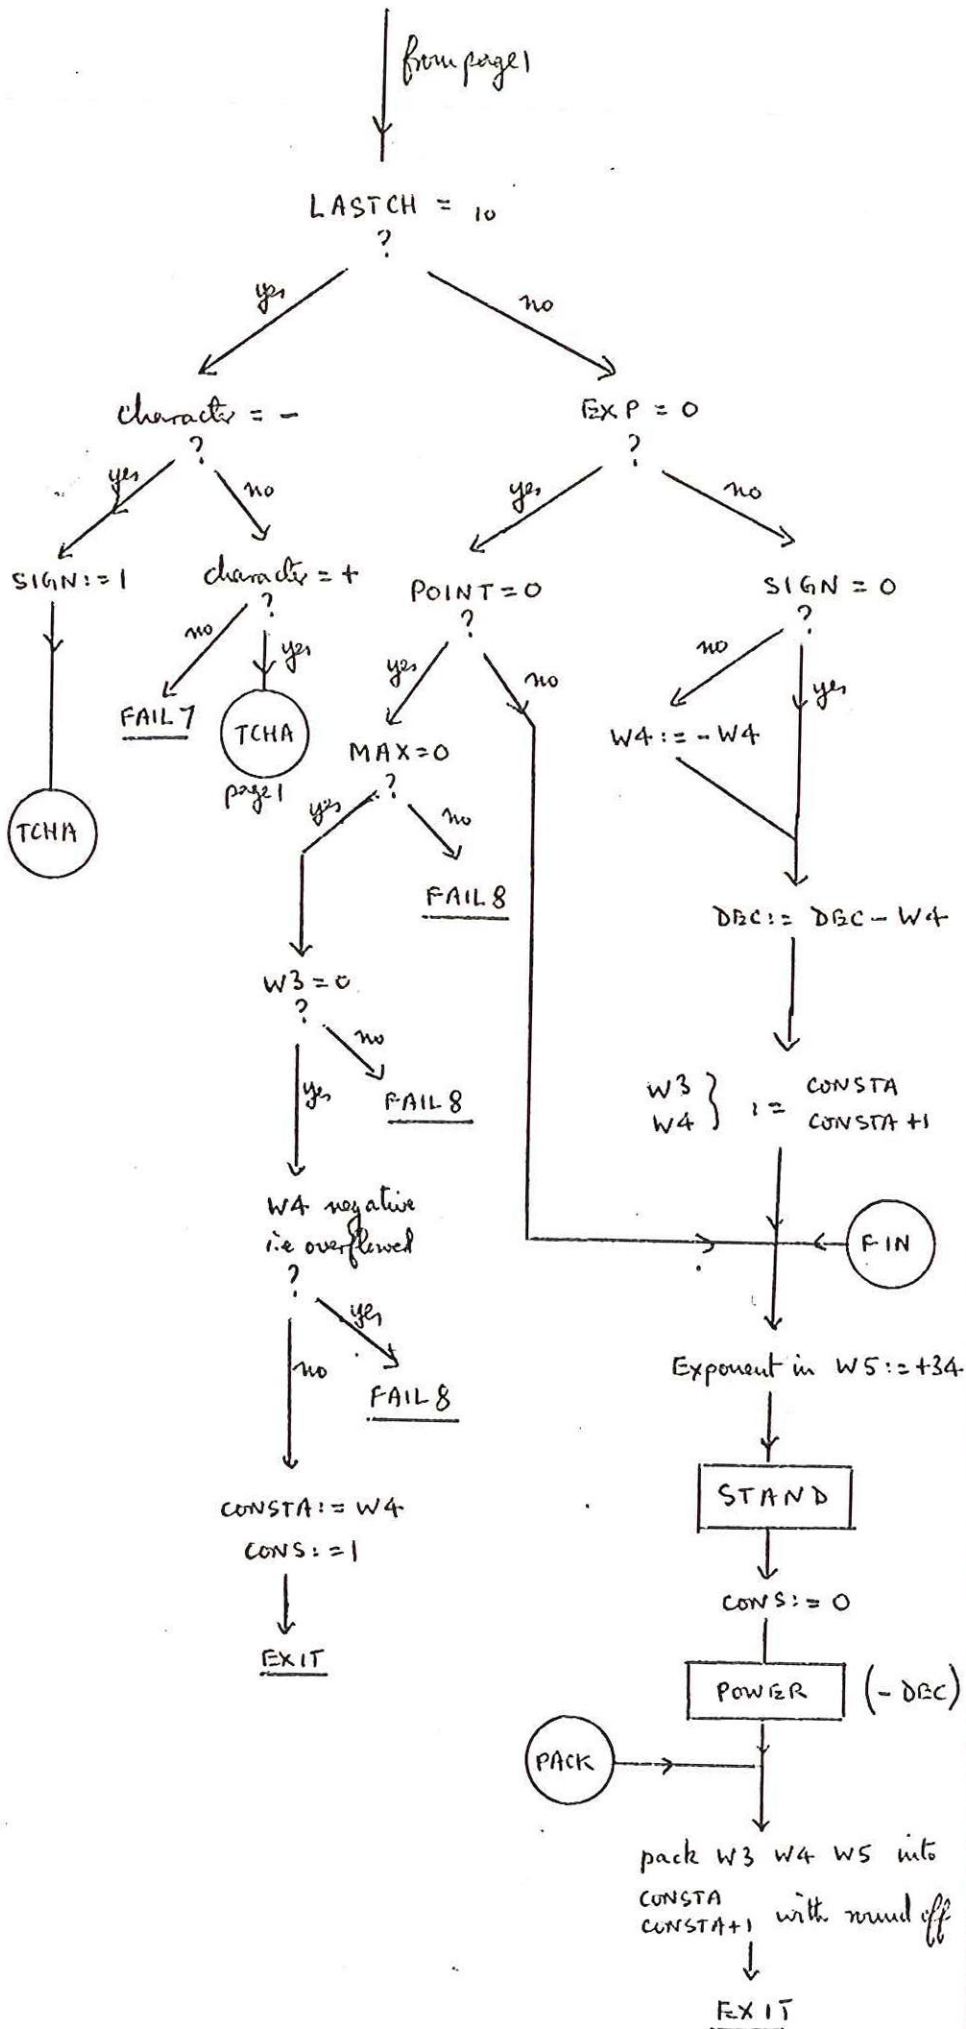 from page 1
LASTCH = 10
?
yes
no
character = -
?
EXP = 0
?
yes
no
yes
no
SIGN:=1
character = +
?
POINT=0
?
SIGN = 0
?
no
yes
yes
no
no
yes
FAIL 7
TCHA
page 1
MAX=0
?
W4:=-W4
yes
no
TCHA
FAIL 8
DEC:= DEC - W4
W3=0
?
no
yes
FAIL 8
W3
W4 } := CONSTA
CONSTA+1
W4 negative
i.e overflowed
?
FIN
yes
no
FAIL 8
Exponent in W5:=+34
STAND
CONSTA:= W4
CONS:=1
CONS:= 0
EXIT
POWER (- DEC)
PACK
pack W3 W4 W5 into
CONSTA
CONSTA+1 with round off
EXIT